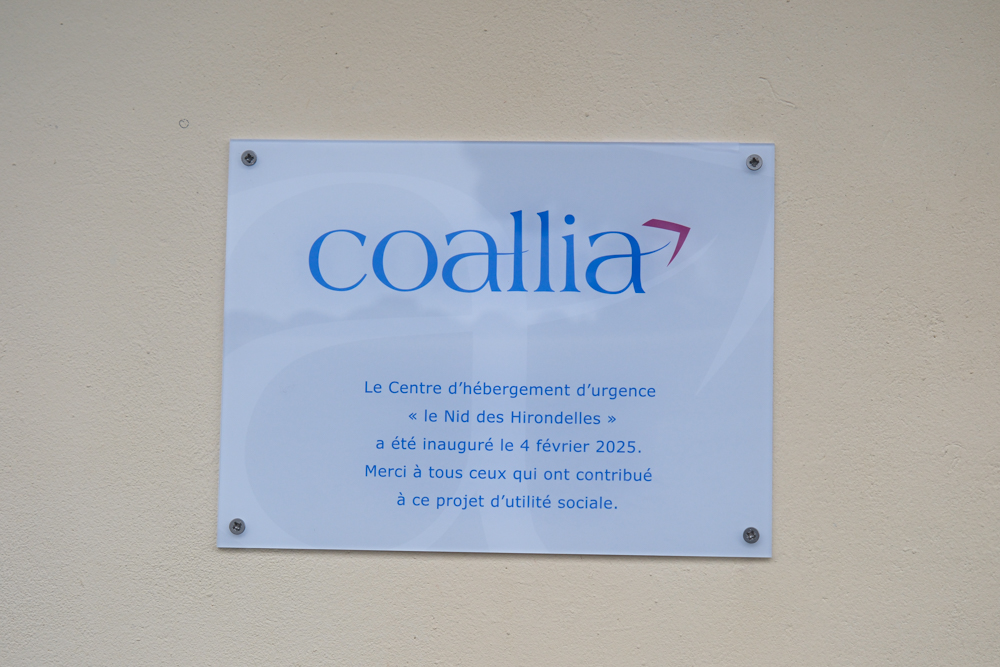 coallia
Le Centre d’hébergement d’urgence
« le Nid des Hirondelles »
a été inauguré le 4 février 2025.
Merci à tous ceux qui ont contribué
à ce projet d’utilité sociale.